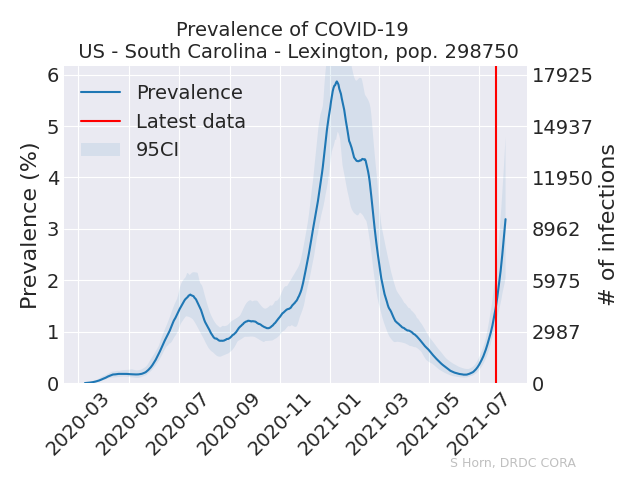 Prevalence of COVID-19
US - South Carolina - Lexington, pop. 298750
Prevalence
Latest data
95CI
Prevalence (%)
6
5
4
3
2
1
0
17925
14937
11950
8962
5975
2987
0
# of infections
2020-03
2020-05
2020-07
2020-09
2020-11
2021-01
2021-03
2021-05
2021-07
S Horn, DRDC CORA